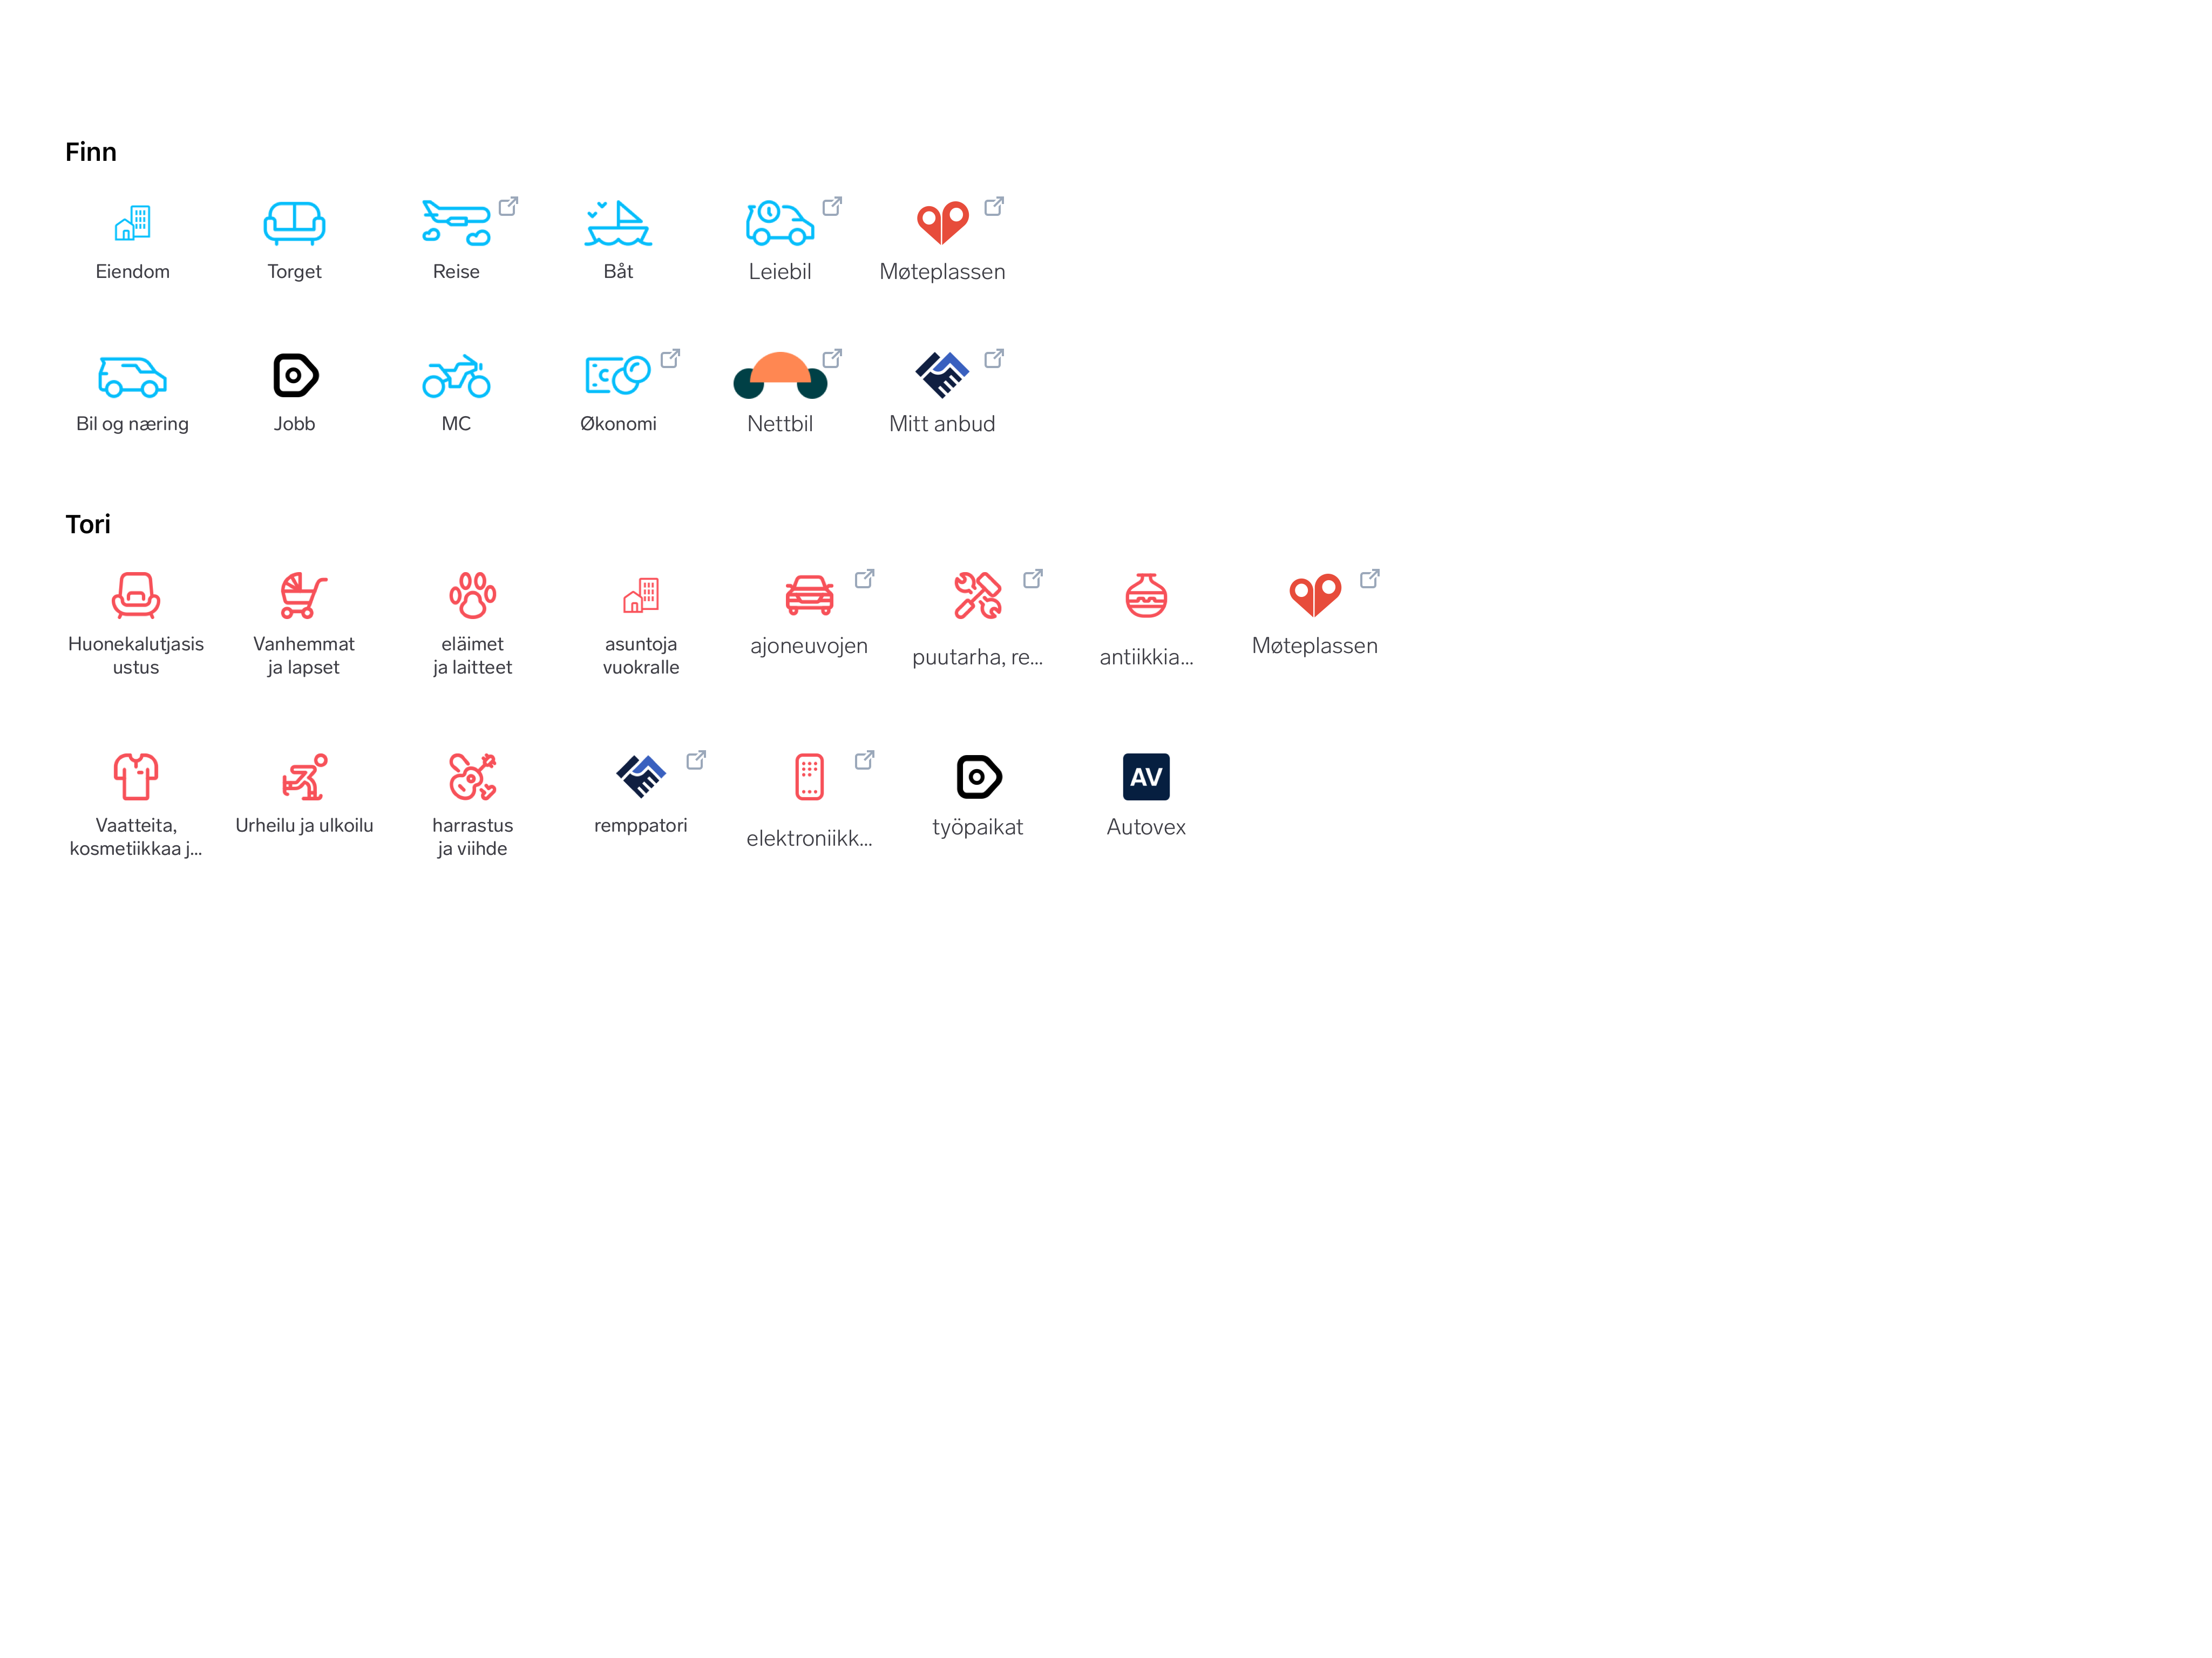 Finn
Eiendom
Torget
Reise
Båt
Leiebil
Møteplassen
Bil og næring
Jobb
MC
Økonomi
Nettbil
Mitt anbud
Tori
Huonekalutjasis
ustus
Vanhemmat
ja lapset
eläimet
ja laitteet
asuntoja
vuokralle
ajoneuvojen
puutarha, re...
antiikkia...
Møteplassen
Vaatteita,
kosmetiikkaa j...
Urheilu ja ulkoilu
harrastus
ja viihde
remppatori
elektroniikk...
työpaikat
AV
Autovex